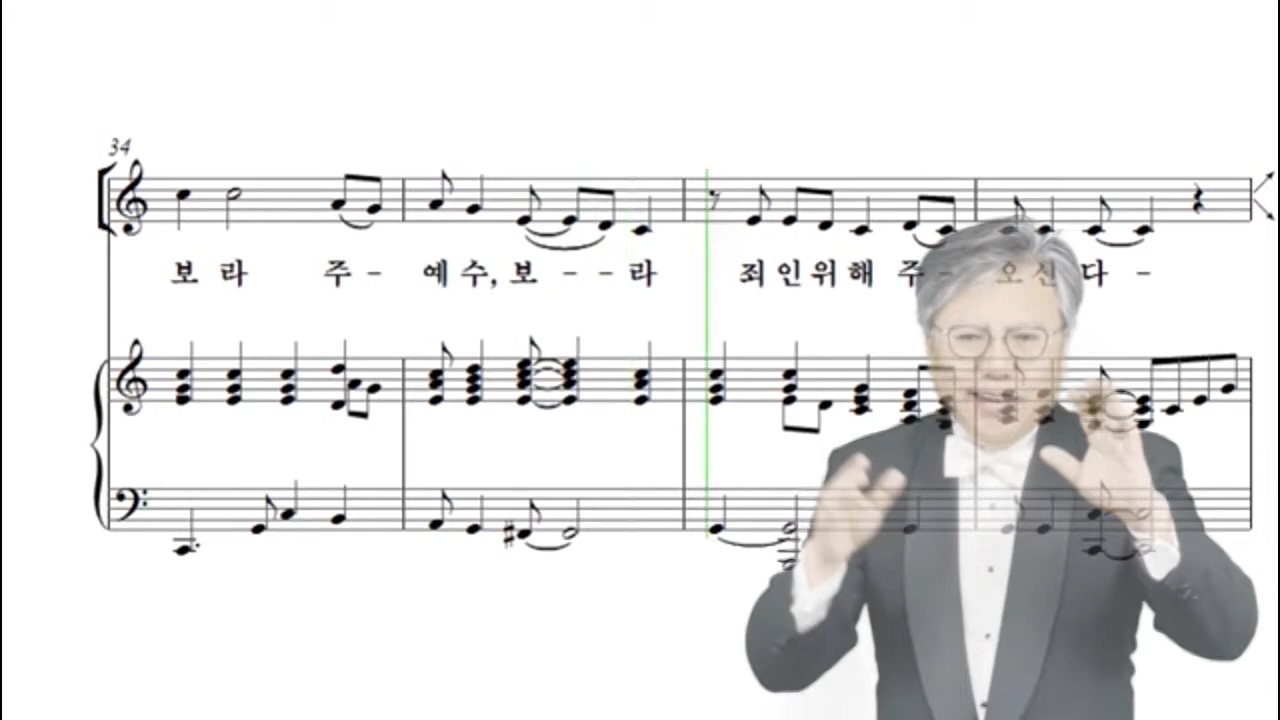 34
보 라 주 - 예 수, 보 - - 라 죄 인 위 해 주 - 오 신 다 -